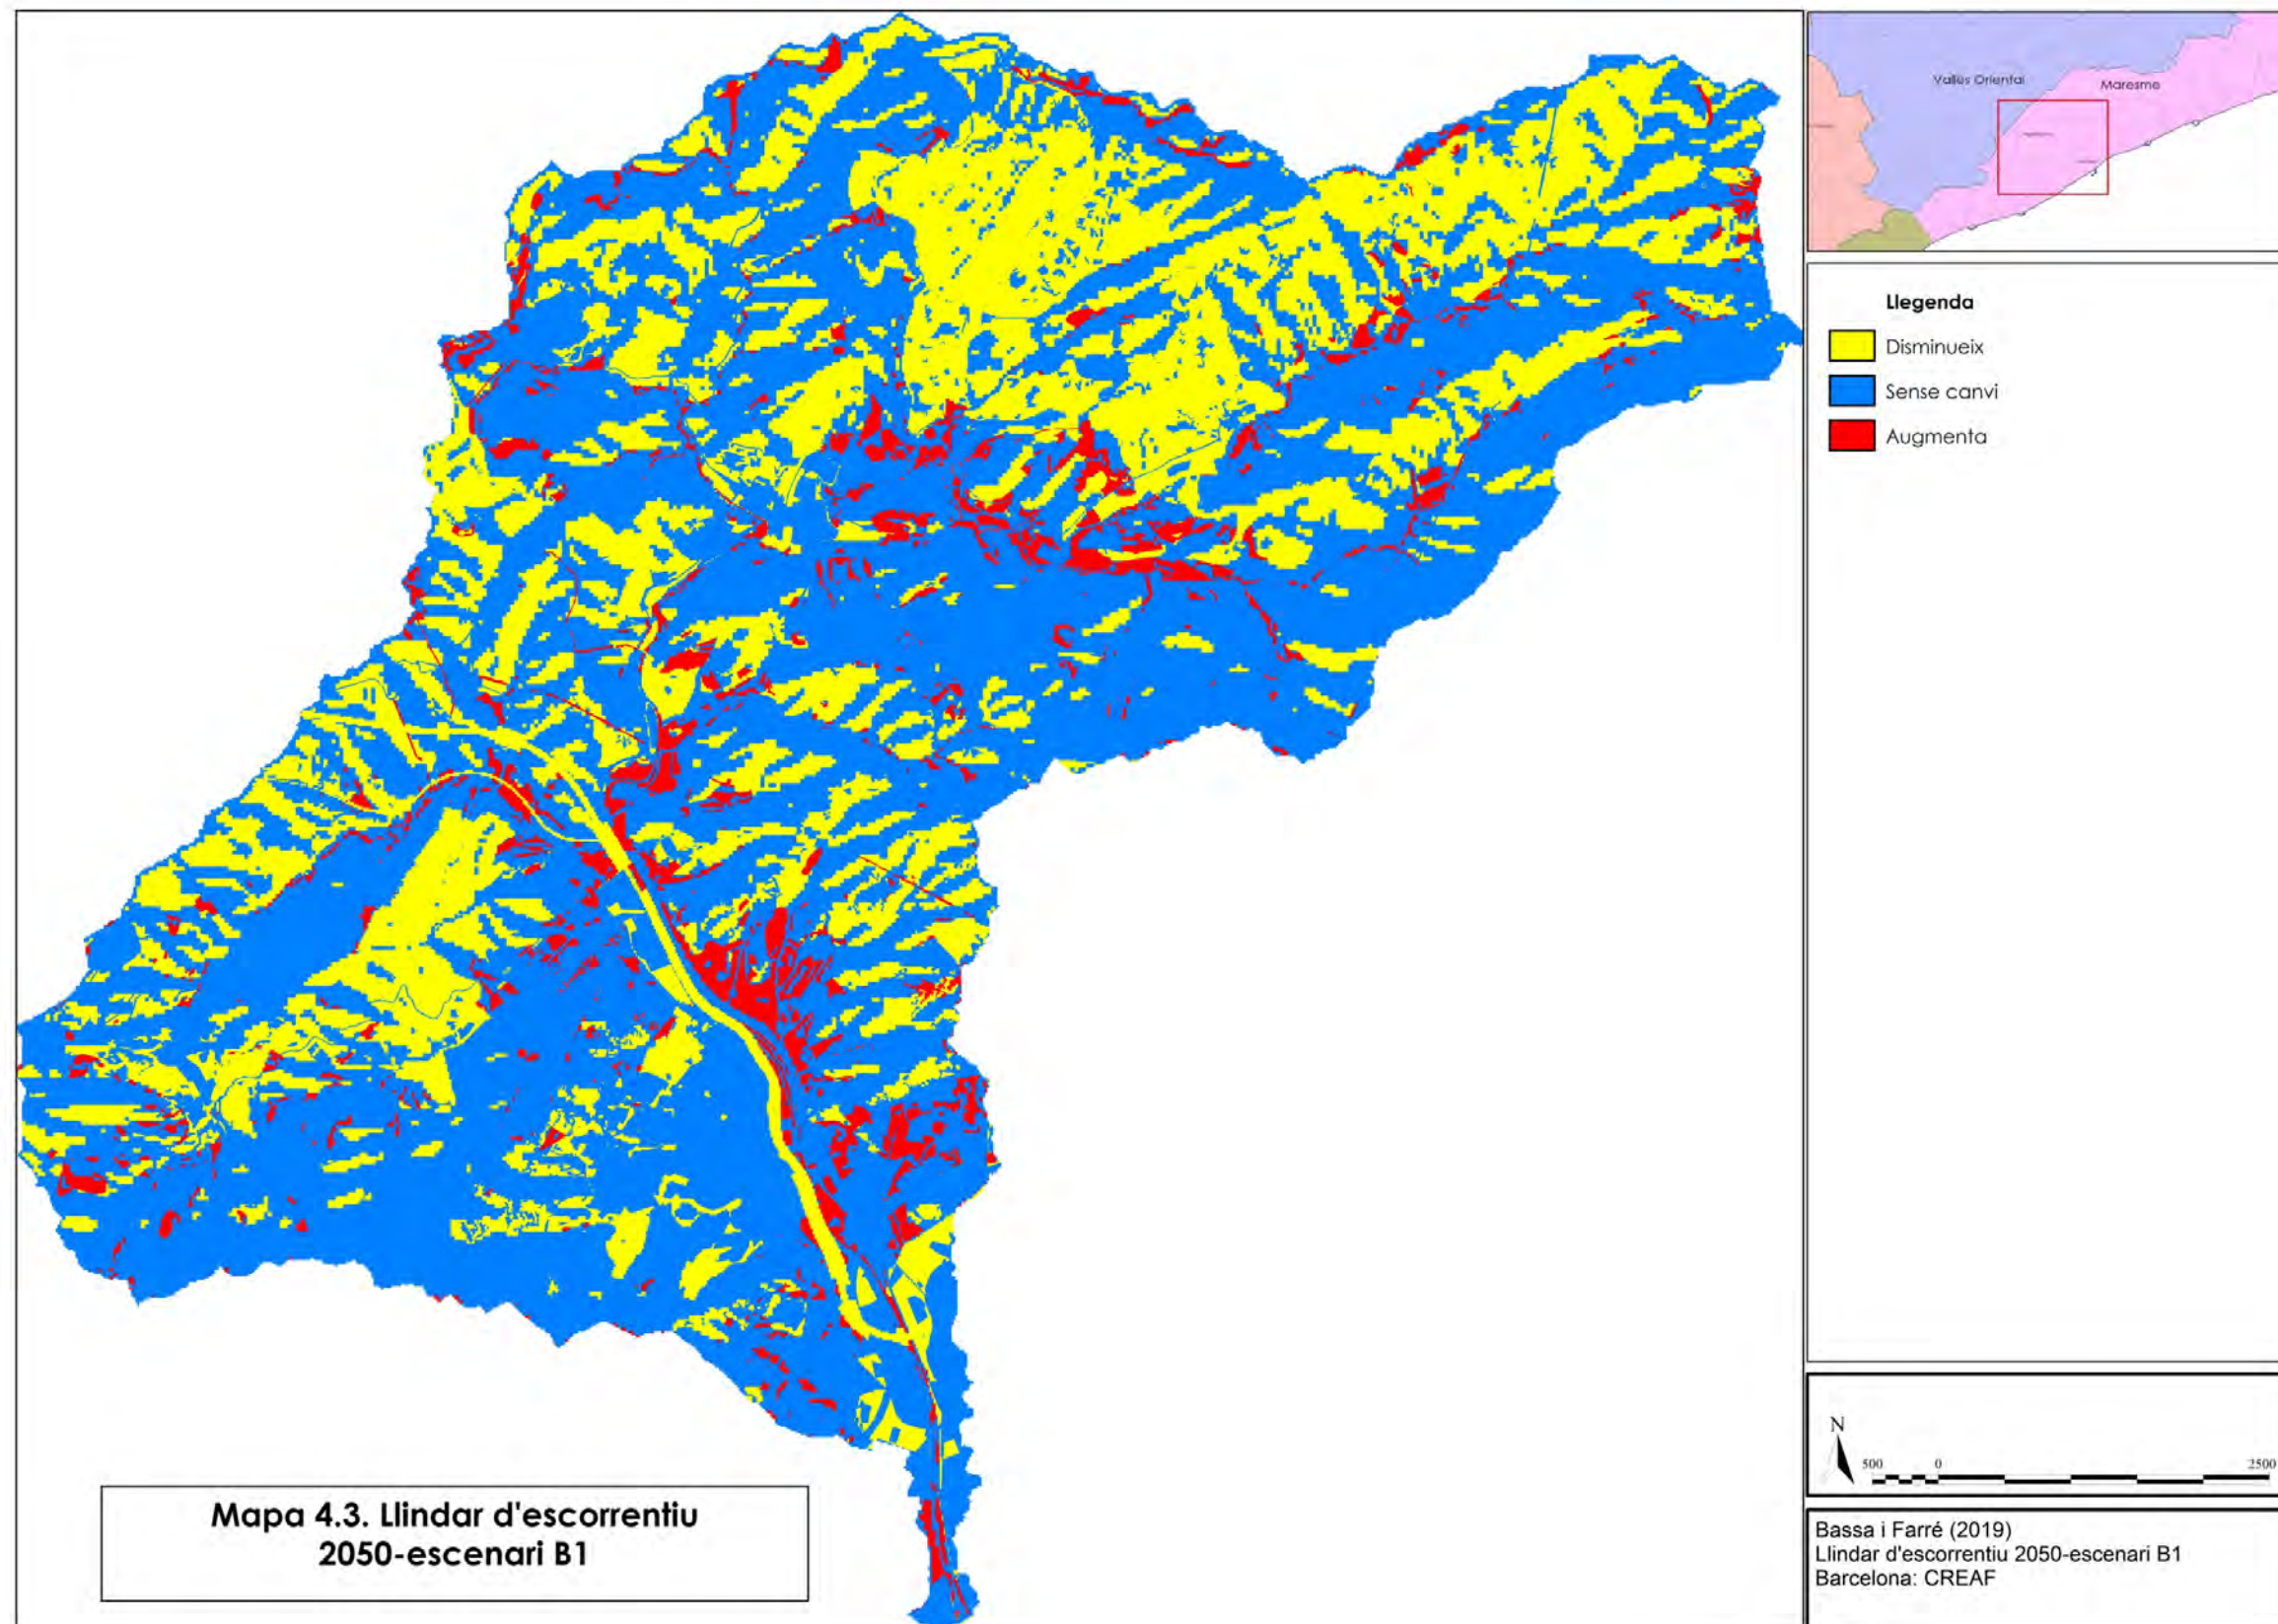 Vallès Oriental
Maresme
Llegenda
Disminueix
Sense canvi
Augmenta
N
500 0 2500
Mapa 4.3. Llindar d'escorrentiu
2050-escenari B1
Bassa i Farré (2019)
Llindar d'escorrentiu 2050-escenari B1
Barcelona: CREAF